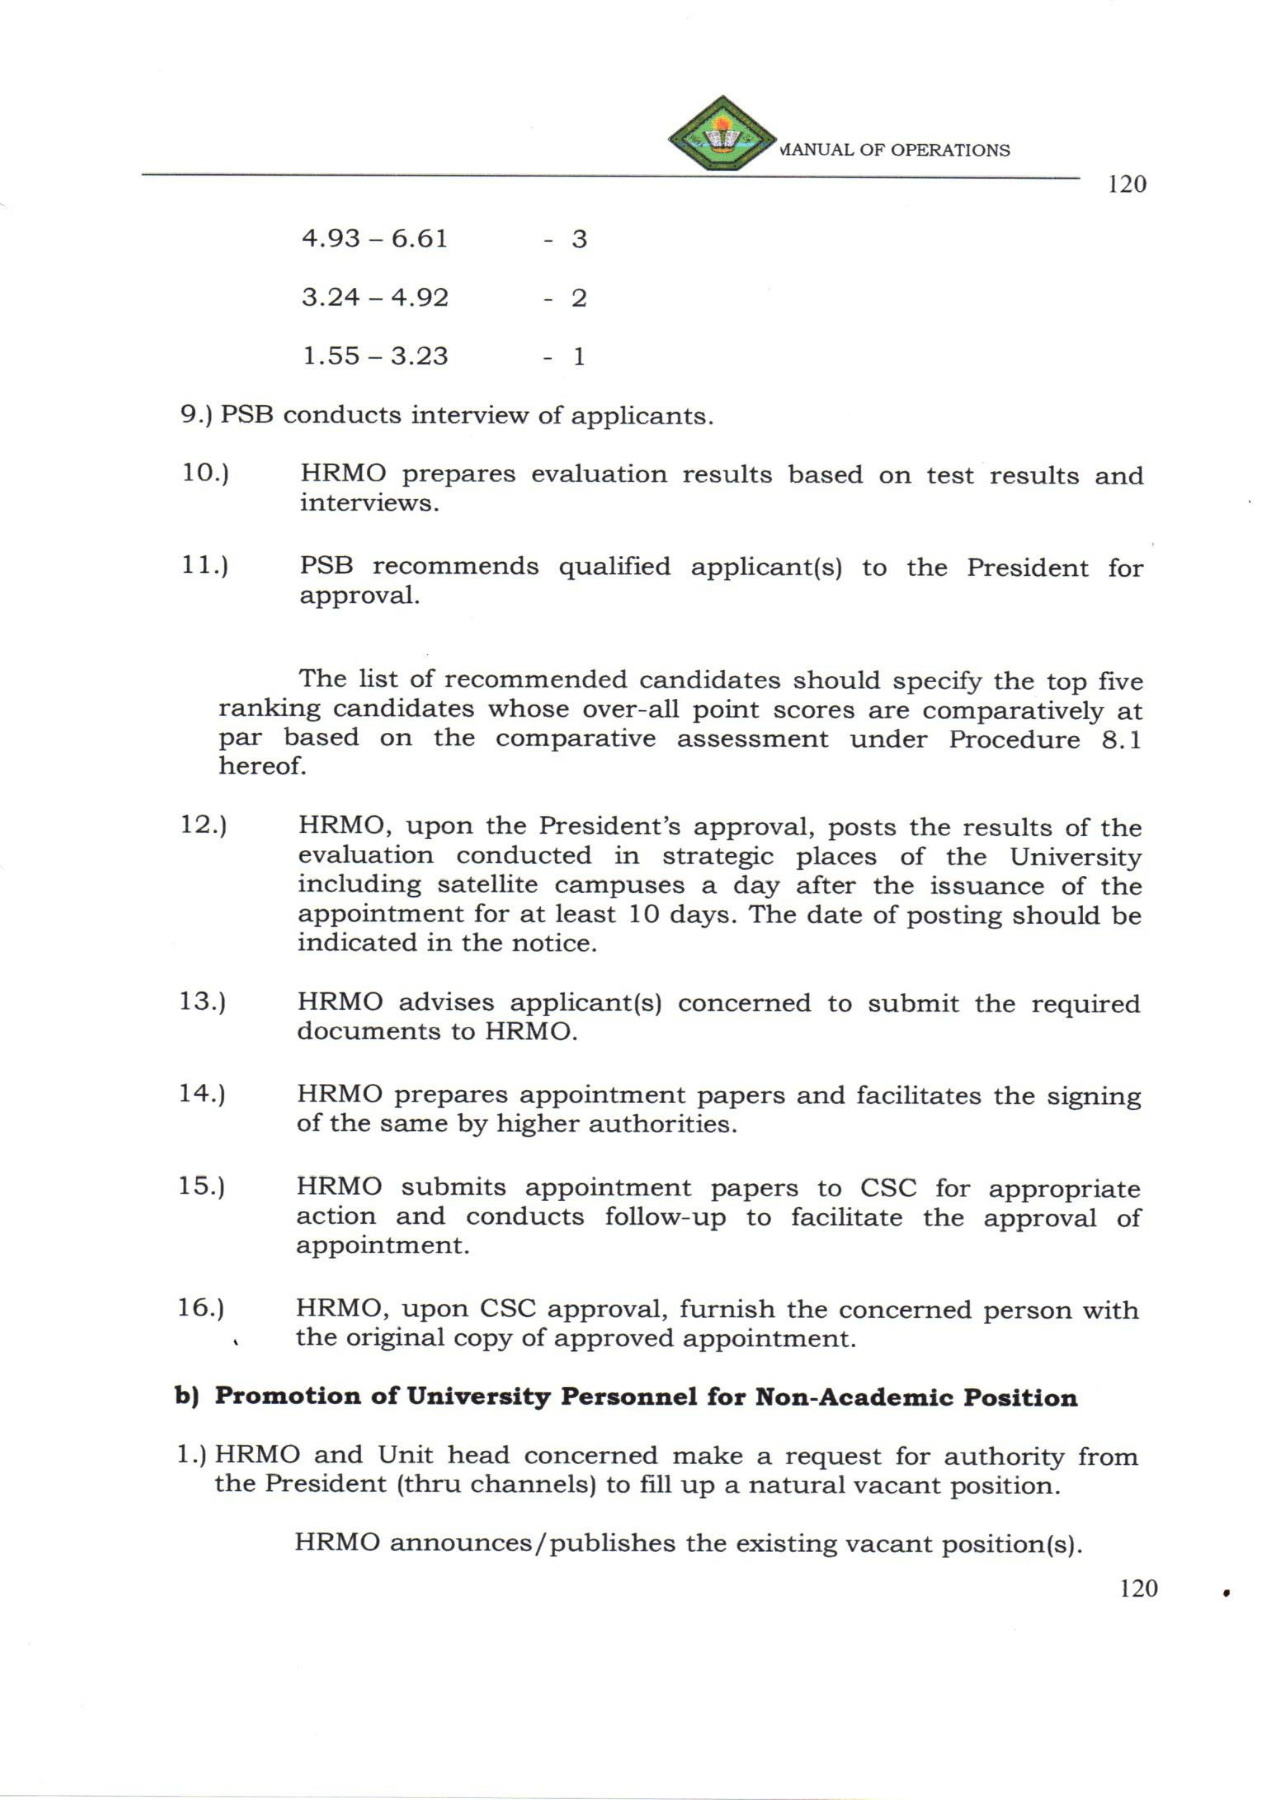 MANUAL OF OPERATIONS
120
4.93 – 6.61 - 3
3.24 – 4.92 - 2
1.55 – 3.23 - 1
9.) PSB conducts interview of applicants.
10.) HRMO prepares evaluation results based on test results and
interviews.
11.) PSB recommends qualified applicant(s) to the President for
approval.
The list of recommended candidates should specify the top five
ranking candidates whose over-all point scores are comparatively at
par based on the comparative assessment under Procedure 8.1
hereof.
12.) HRMO, upon the President's approval, posts the results of the
evaluation conducted in strategic places of the University
including satellite campuses a day after the issuance of the
appointment for at least 10 days. The date of posting should be
indicated in the notice.
13.) HRMO advises applicant(s) concerned to submit the required
documents to HRMO.
14.) HRMO prepares appointment papers and facilitates the signing
of the same by higher authorities.
15.) HRMO submits appointment papers to CSC for appropriate
action and conducts follow-up to facilitate the approval of
appointment.
16.) HRMO, upon CSC approval, furnish the concerned person with
the original copy of approved appointment.
b) Promotion of University Personnel for Non-Academic Position
1.) HRMO and Unit head concerned make a request for authority from
the President (thru channels) to fill up a natural vacant position.
HRMO announces/publishes the existing vacant position(s).
120